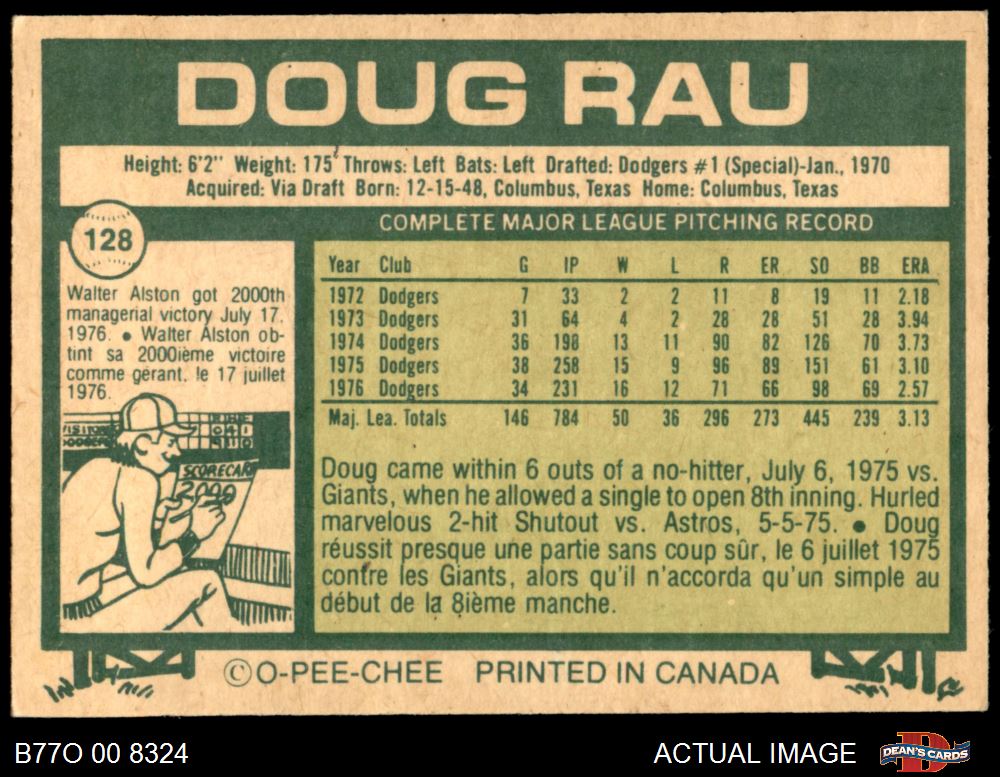 DOUG RAU
Height: 6'2" Weight: 175 Throws: Left Bats: Left Drafted: Dodgers #1 (Special)-Jan., 1970
Acquired: Via Draft Born: 12-15-48, Columbus, Texas Home: Columbus, Texas
128
COMPLETE MAJOR LEAGUE PITCHING RECORD
Walter Alston got 2000th
managerial victory July 17,
1976. ● Walter Alston ob-
tint sa 2000ième victoire
comme gérant, le 17 juillet
1976.
VISITORS 0 4 1
DODGERS 9 1 0
SCORECARD
2000
Year Club G IP W L R ER SO BB ERA
1972 Dodgers 7 33 2 2 11 8 19 11 2.18
1973 Dodgers 31 64 4 2 28 28 51 28 3.94
1974 Dodgers 36 198 13 11 90 82 126 70 3.73
1975 Dodgers 38 258 15 9 96 89 151 61 3.10
1976 Dodgers 34 231 16 12 71 66 98 69 2.57
Maj. Lea. Totals 146 784 50 36 296 273 445 239 3.13
Doug came within 6 outs of a no-hitter, July 6, 1975 vs.
Giants, when he allowed a single to open 8th inning. Hurled
marvelous 2-hit Shutout vs. Astros, 5-5-75. ● Doug
réussit presque une partie sans coup sûr, le 6 juillet 1975
contre les Giants, alors qu'il n'accorda qu'un simple au
début de la 8ième manche.
©O-PEE-CHEE PRINTED IN CANADA
B77O 00 8324
ACTUAL IMAGE
DEAN'S CARDS